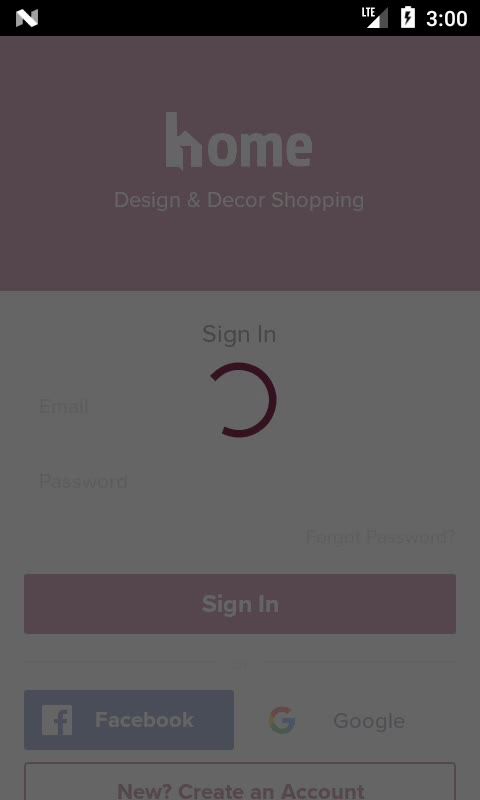 LTE 3:00
home
Design & Decor Shopping
Sign In
Email
Password
Forgot Password?
Sign In
or
Facebook
Google
New? Create an Account